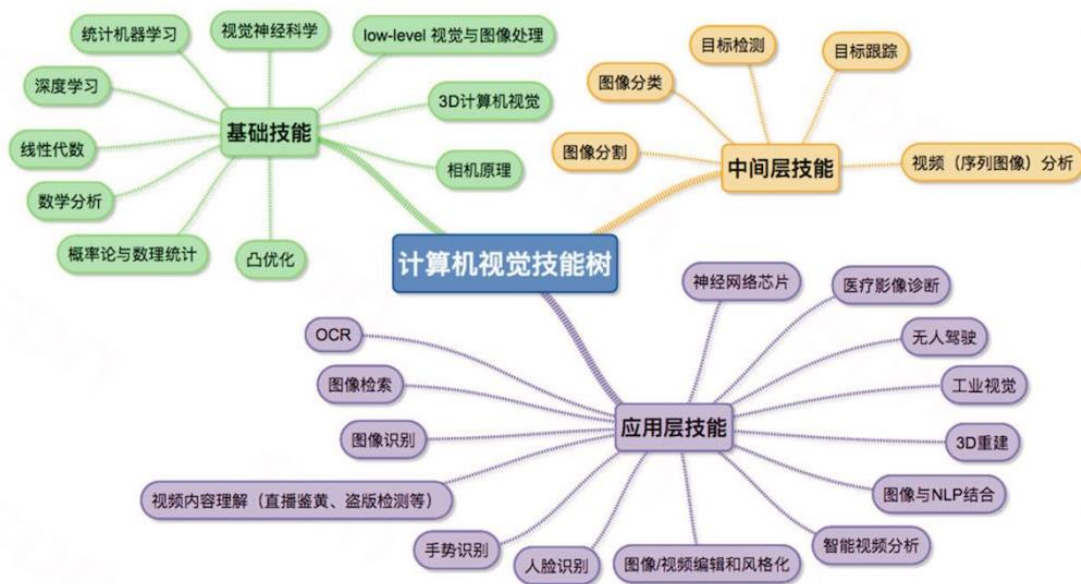 统计机器学习
视觉神经科学
low-level 视觉与图像处理
深度学习
3D计算机视觉
基础技能
线性代数
相机原理
数学分析
概率论与数理统计
凸优化
目标检测
目标跟踪
图像分类
图像分割
中间层技能
视频（序列图像）分析
计算机视觉技能树
神经网络芯片
医疗影像诊断
OCR
无人驾驶
图像检索
工业视觉
图像识别
应用层技能
3D重建
视频内容理解（直播鉴黄、盗版检测等）
图像与NLP结合
手势识别
人脸识别
图像/视频编辑和风格化
智能视频分析